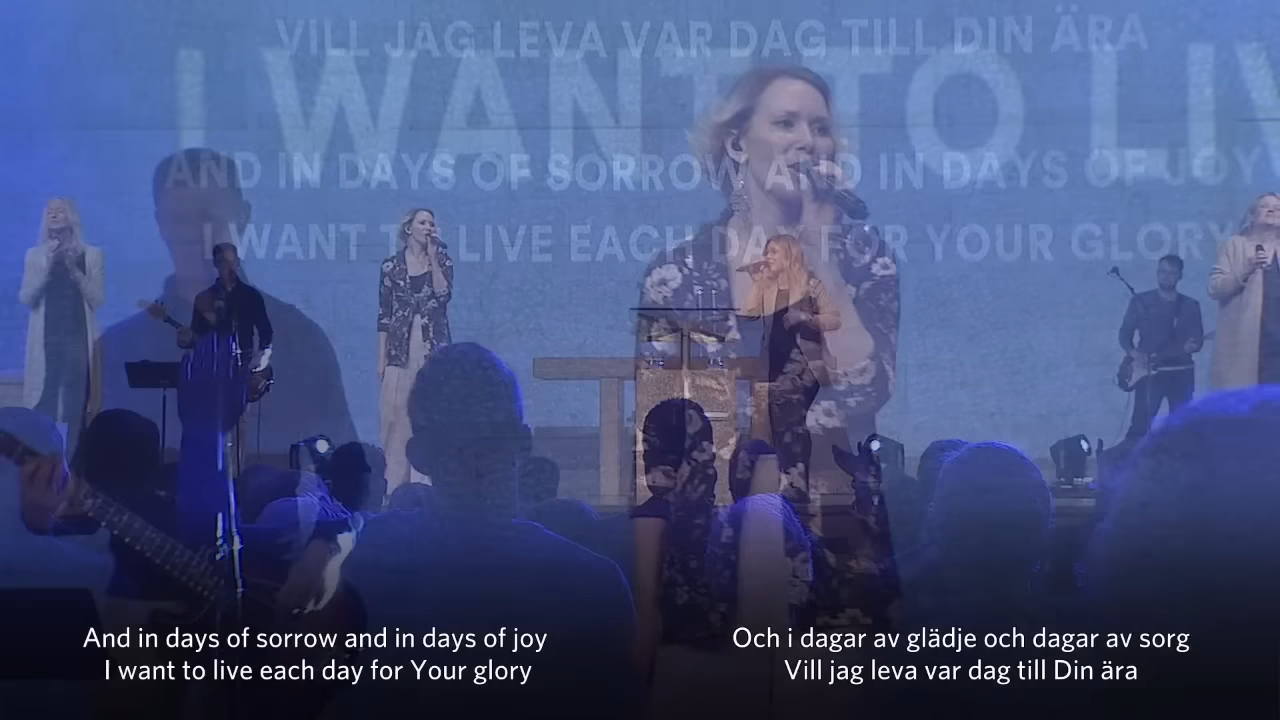 VILL JAG LEVA VAR DAG TILL DIN ÄRA
I WANT TO LIV
AND IN DAYS OF SORROW AND IN DAYS OF JOY
I WANT TO LIVE EACH DAY FOR YOUR GLORY
And in days of sorrow and in days of joy
I want to live each day for Your glory
Och i dagar av glädje och dagar av sorg
Vill jag leva var dag till Din ära